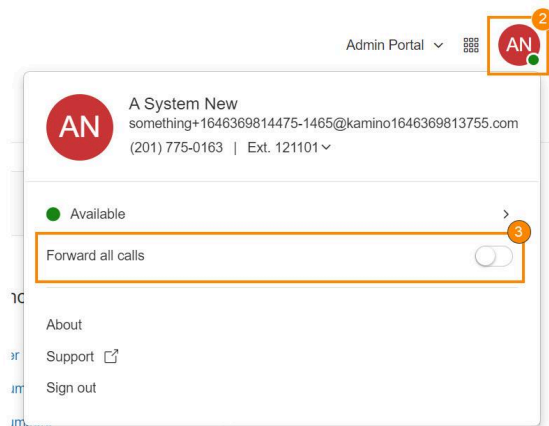 Admin Portal
AN
2
AN
A System New
something+1646369814475-1465@kamino1646369813755.com
(201) 775-0163 | Ext. 121101
Available
3
Forward all calls
About
Support
Sign out